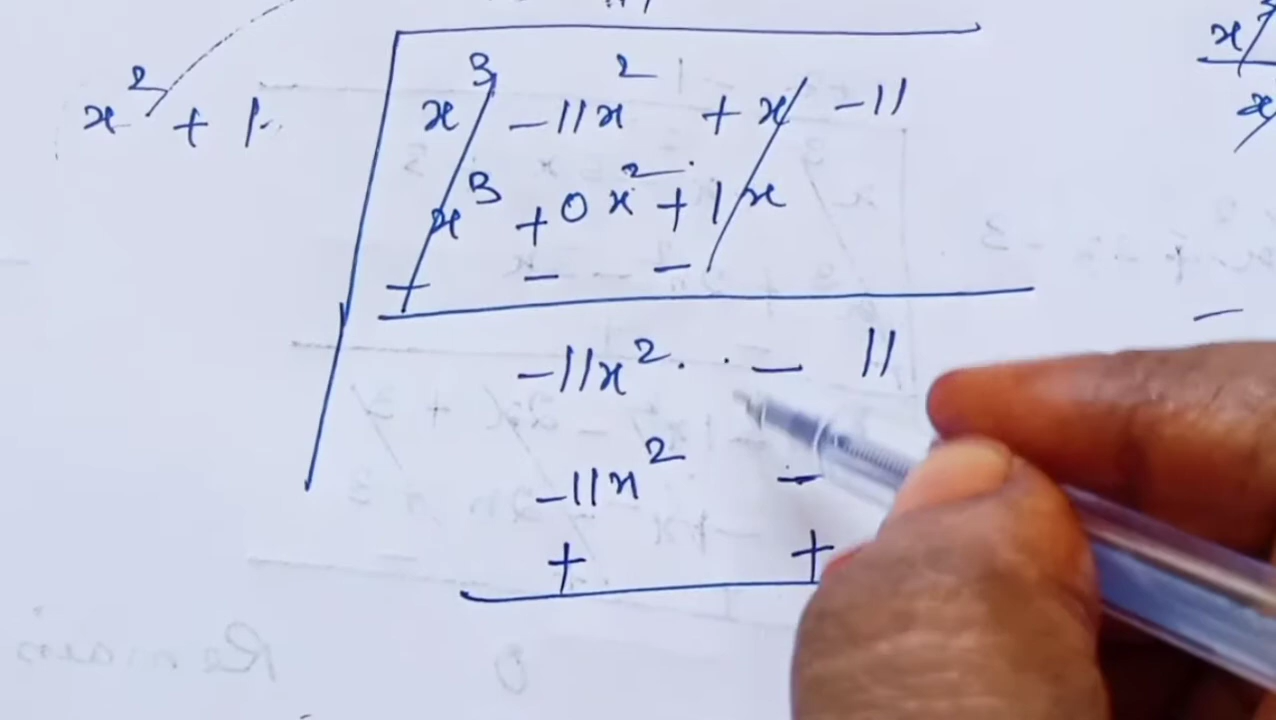 x² + 1
x³ - 11x² + x - 11
x³ + 0x² + 1x
- -
-11x² - 11
-11x² -
+ +